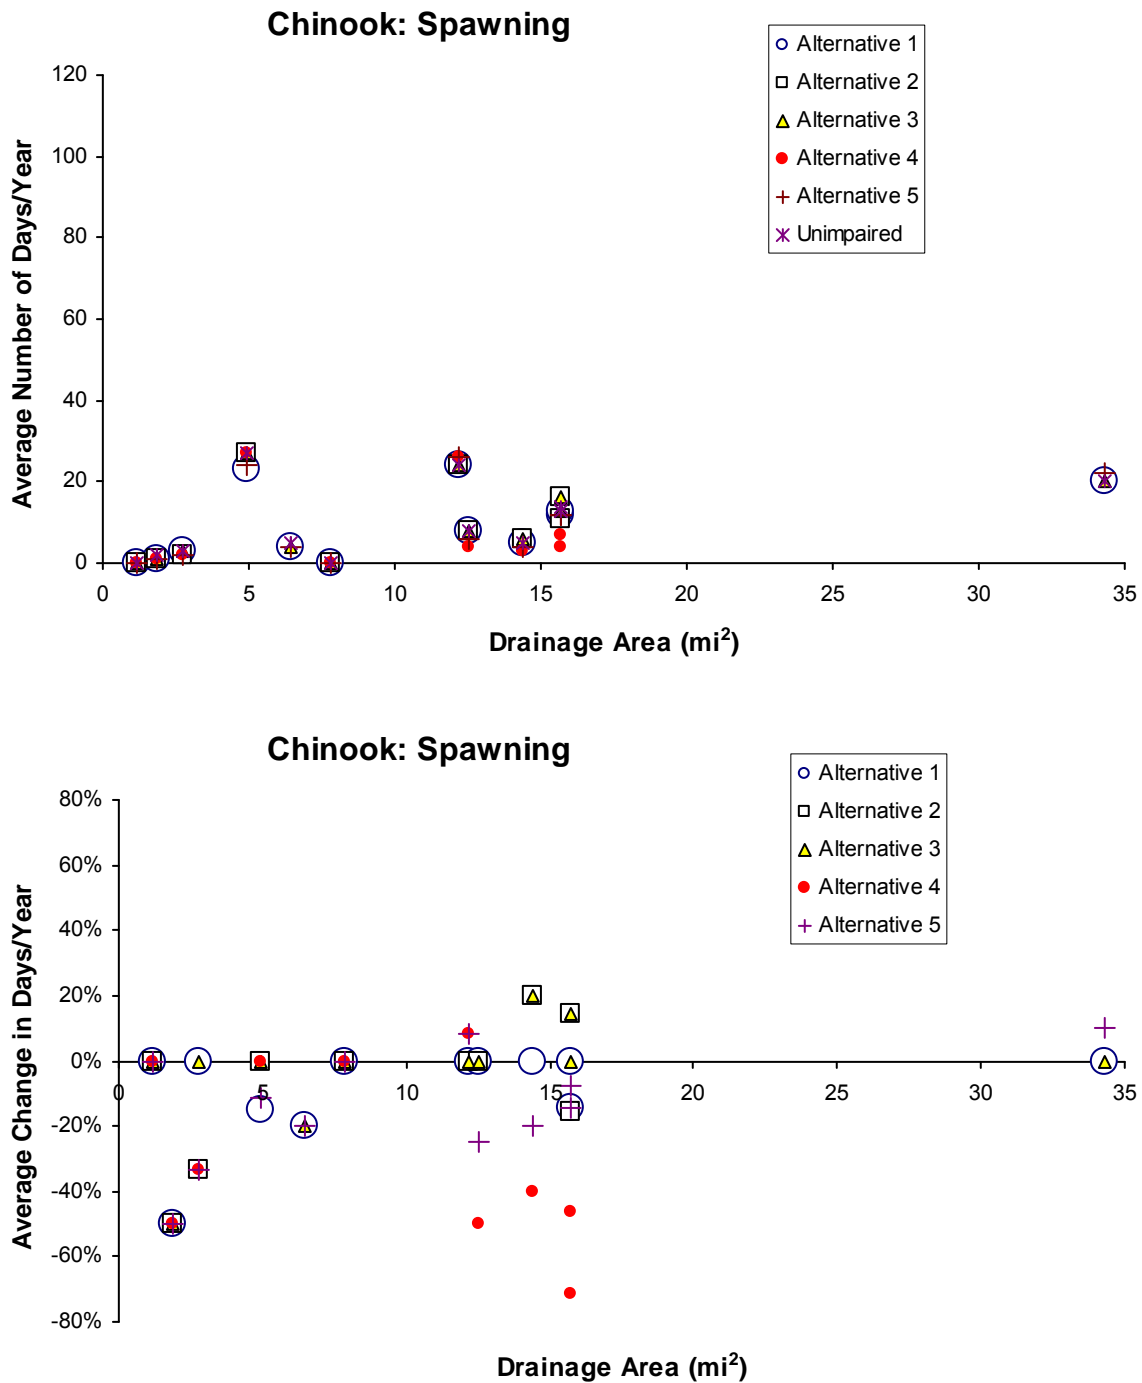 Chinook: Spawning
Alternative 1
Alternative 2
Alternative 3
Alternative 4
Alternative 5
Unimpaired
Average Number of Days/Year
120
100
80
60
40
20
0
0 5 10 15 20 25 30 35
Drainage Area (mi²)
Chinook: Spawning
Alternative 1
Alternative 2
Alternative 3
Alternative 4
Alternative 5
Average Change in Days/Year
80%
60%
40%
20%
0%
-20%
-40%
-60%
-80%
0 5 10 15 20 25 30 35
Drainage Area (mi²)